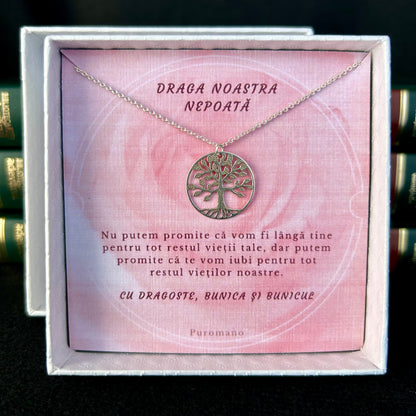 DRAGA NOASTRA
NEPOATĂ
Nu putem promite că vom fi lângă tine
pentru tot restul vieții tale, dar putem
promite că te vom iubi pentru tot
restul vieților noastre.
CU DRAGOSTE, BUNICA ȘI BUNICUL
Puromano